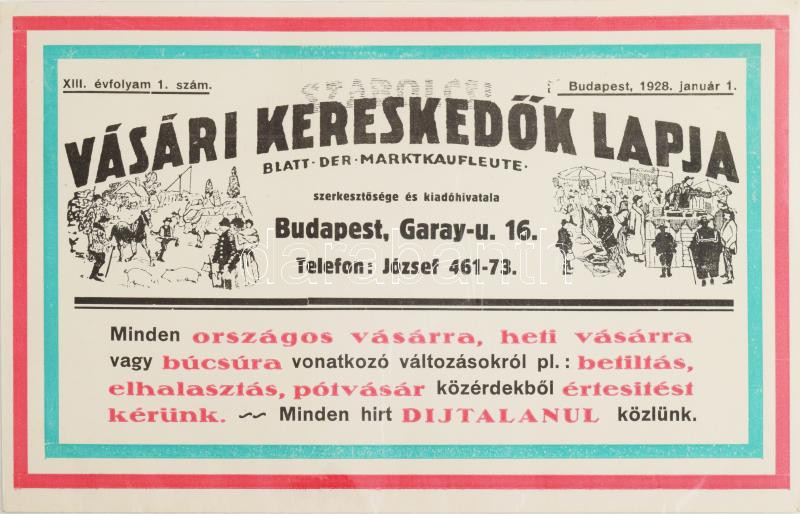 XIII. évfolyam 1. szám.
Budapest, 1928. január 1.
SZABOLCSI
VÁSÁRI KERESKEDŐK LAPJA
BLATT·DER·MARKTKAUFLEUTE·
szerkesztősége és kiadóhivatala
Budapest, Garay-u. 16.
darabanth
Telefon: József 461-73.
Minden országos vásárra, heti vásárra
vagy búcsúra vonatkozó változásokról pl.: betiltás,
elhalasztás, pótvásár közérdekből értesitést
kérünk. ~~ Minden hirt DIJTALANUL közlünk.